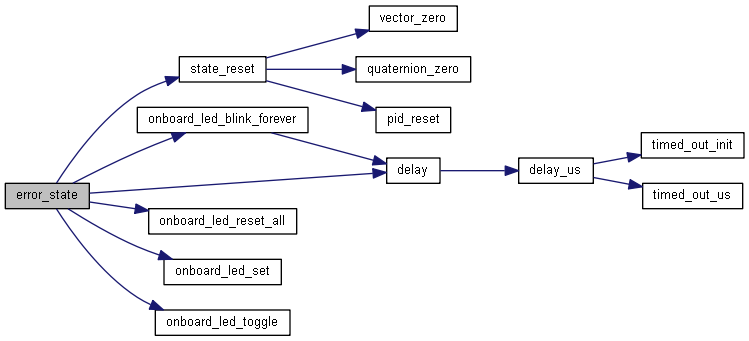 vector_zero
state_reset
quaternion_zero
onboard_led_blink_forever
pid_reset
timed_out_init
delay
delay_us
error_state
timed_out_us
onboard_led_reset_all
onboard_led_set
onboard_led_toggle